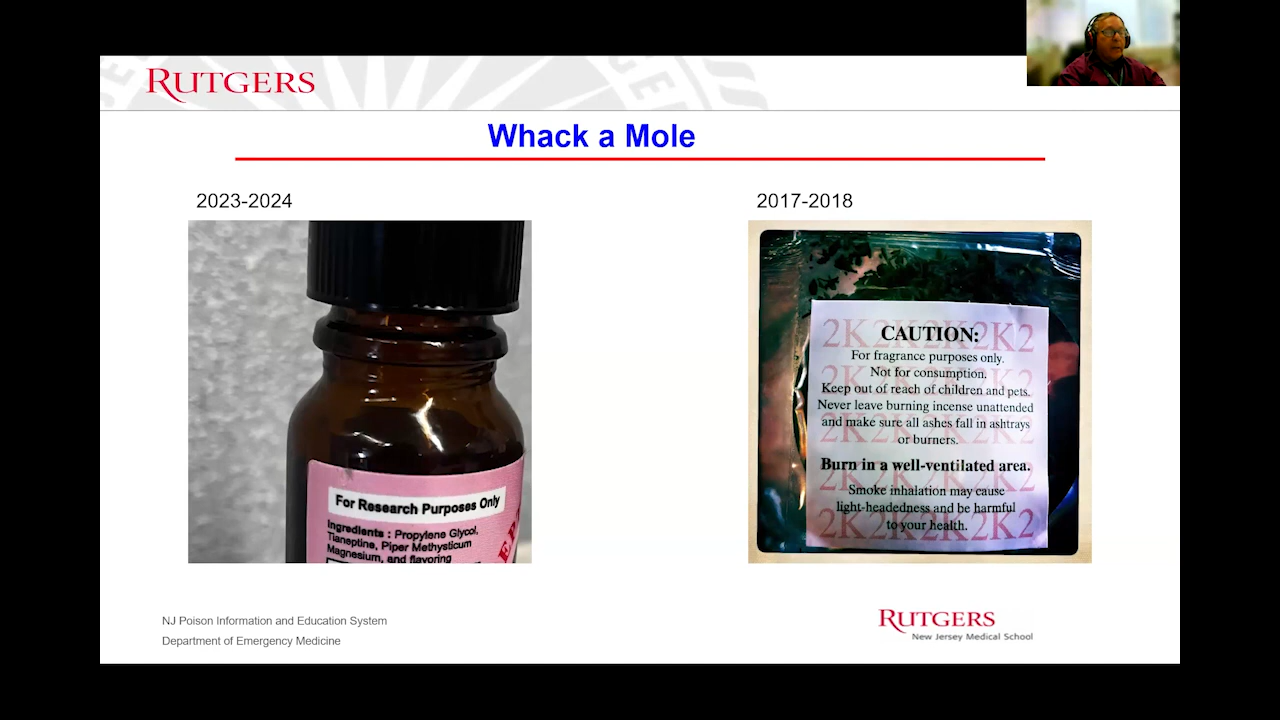 RUTGERS
Whack a Mole
2023-2024
2017-2018
For Research Purposes Only
Ingredients : Propylene Glycol,
Tianeptine, Piper Methysticum
Magnesium, and flavoring
2K2K2K2K2
CAUTION:
For fragrance purposes only.
Not for consumption.
Keep out of reach of children and pets.
Never leave burning incense unattended
and make sure all ashes fall in ashtrays
or burners.
Burn in a well-ventilated area.
Smoke inhalation may cause
light-headedness and be harmful
to your health.
NJ Poison Information and Education System
Department of Emergency Medicine
RUTGERS
New Jersey Medical School